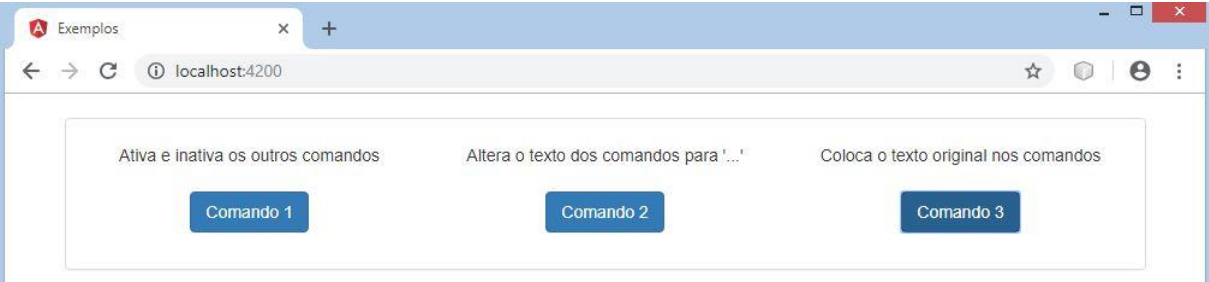 Exemplos
localhost:4200
Ativa e inativa os outros comandos
Altera o texto dos comandos para '...'
Coloca o texto original nos comandos
Comando 1
Comando 2
Comando 3